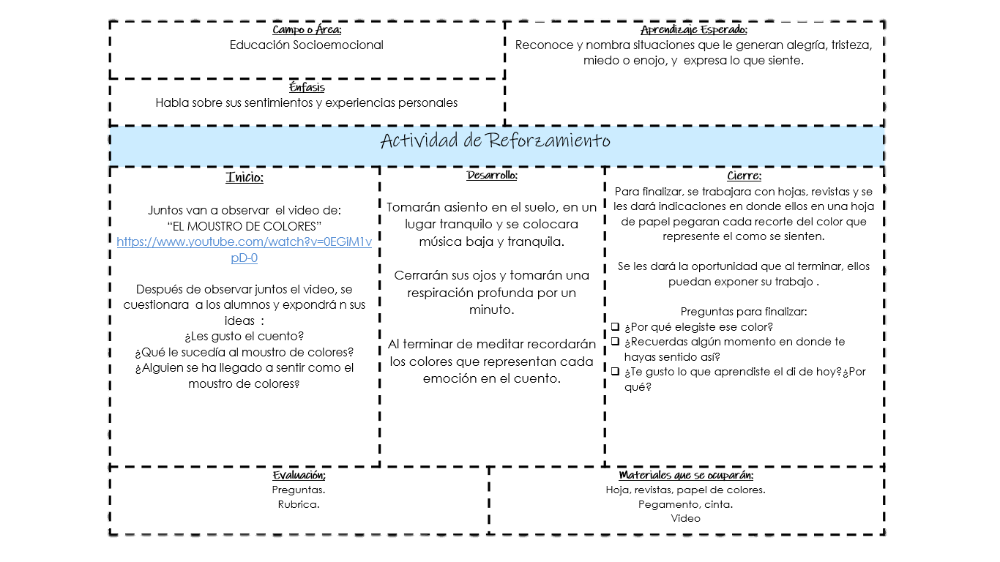 Campo o Área:
Educación Socioemocional
Énfasis
Habla sobre sus sentimientos y experiencias personales
Aprendizaje Esperado:
Reconoce y nombra situaciones que le generan alegría, tristeza,
miedo o enojo, y  expresa lo que siente.
Actividad de Reforzamiento
Inicio:
Juntos van a observar  el video de:
“EL MOUSTRO DE COLORES”
https://www.youtube.com/watch?v=0EGiM1v
pD-0
Después de observar juntos el video, se
cuestionara  a los alumnos y expondrá n sus
ideas  :
¿Les gusto el cuento?
¿Qué le sucedía al moustro de colores?
¿Alguien se ha llegado a sentir como el
moustro de colores?
Desarrollo:
Tomarán asiento en el suelo, en un
lugar tranquilo y se colocara
música baja y tranquila.
Cerrarán sus ojos y tomarán una
respiración profunda por un
minuto.
Al terminar de meditar recordarán
los colores que representan cada
emoción en el cuento.
Cierre:
Para finalizar, se trabajara con hojas, revistas y se
les dará indicaciones en donde ellos en una hoja
de papel pegaran cada recorte del color que
represente el como se sienten.
Se les dará la oportunidad que al terminar, ellos
puedan exponer su trabajo .
Preguntas para finalizar:
❑ ¿Por qué elegiste ese color?
❑ ¿Recuerdas algún momento en donde te
hayas sentido así?
❑ ¿Te gusto lo que aprendiste el di de hoy?¿Por
qué?
Evaluación;
Preguntas.
Rubrica.
Materiales que se ocuparán:
Hoja, revistas, papel de colores.
Pegamento, cinta.
Video